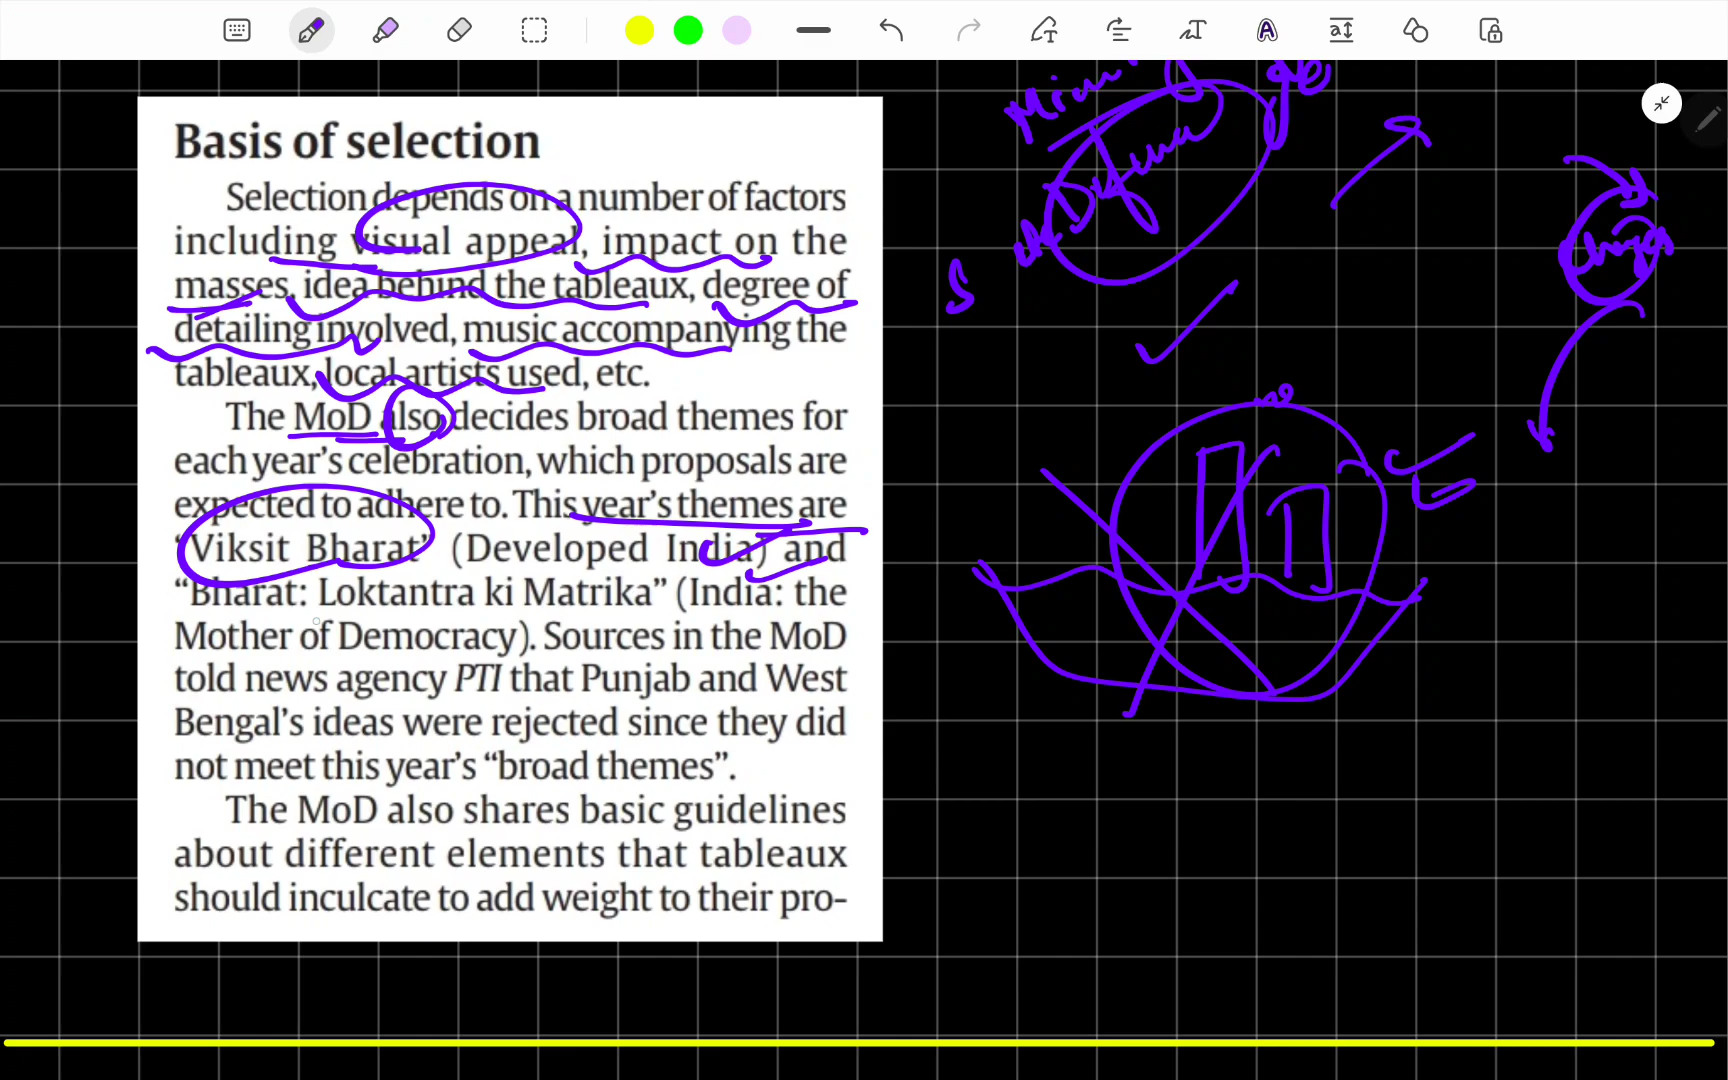 Basis of selection
Selection depends on a number of factors
including visual appeal, impact on the
masses, idea behind the tableaux, degree of
detailing involved, music accompanying the
tableaux, local artists used, etc.
The MoD also decides broad themes for
each year’s celebration, which proposals are
expected to adhere to. This year’s themes are
“Viksit Bharat” (Developed India) and
“Bharat: Loktantra ki Matrika” (India: the
Mother of Democracy). Sources in the MoD
told news agency PTI that Punjab and West
Bengal’s ideas were rejected since they did
not meet this year’s “broad themes”.
The MoD also shares basic guidelines
about different elements that tableaux
should inculcate to add weight to their pro-